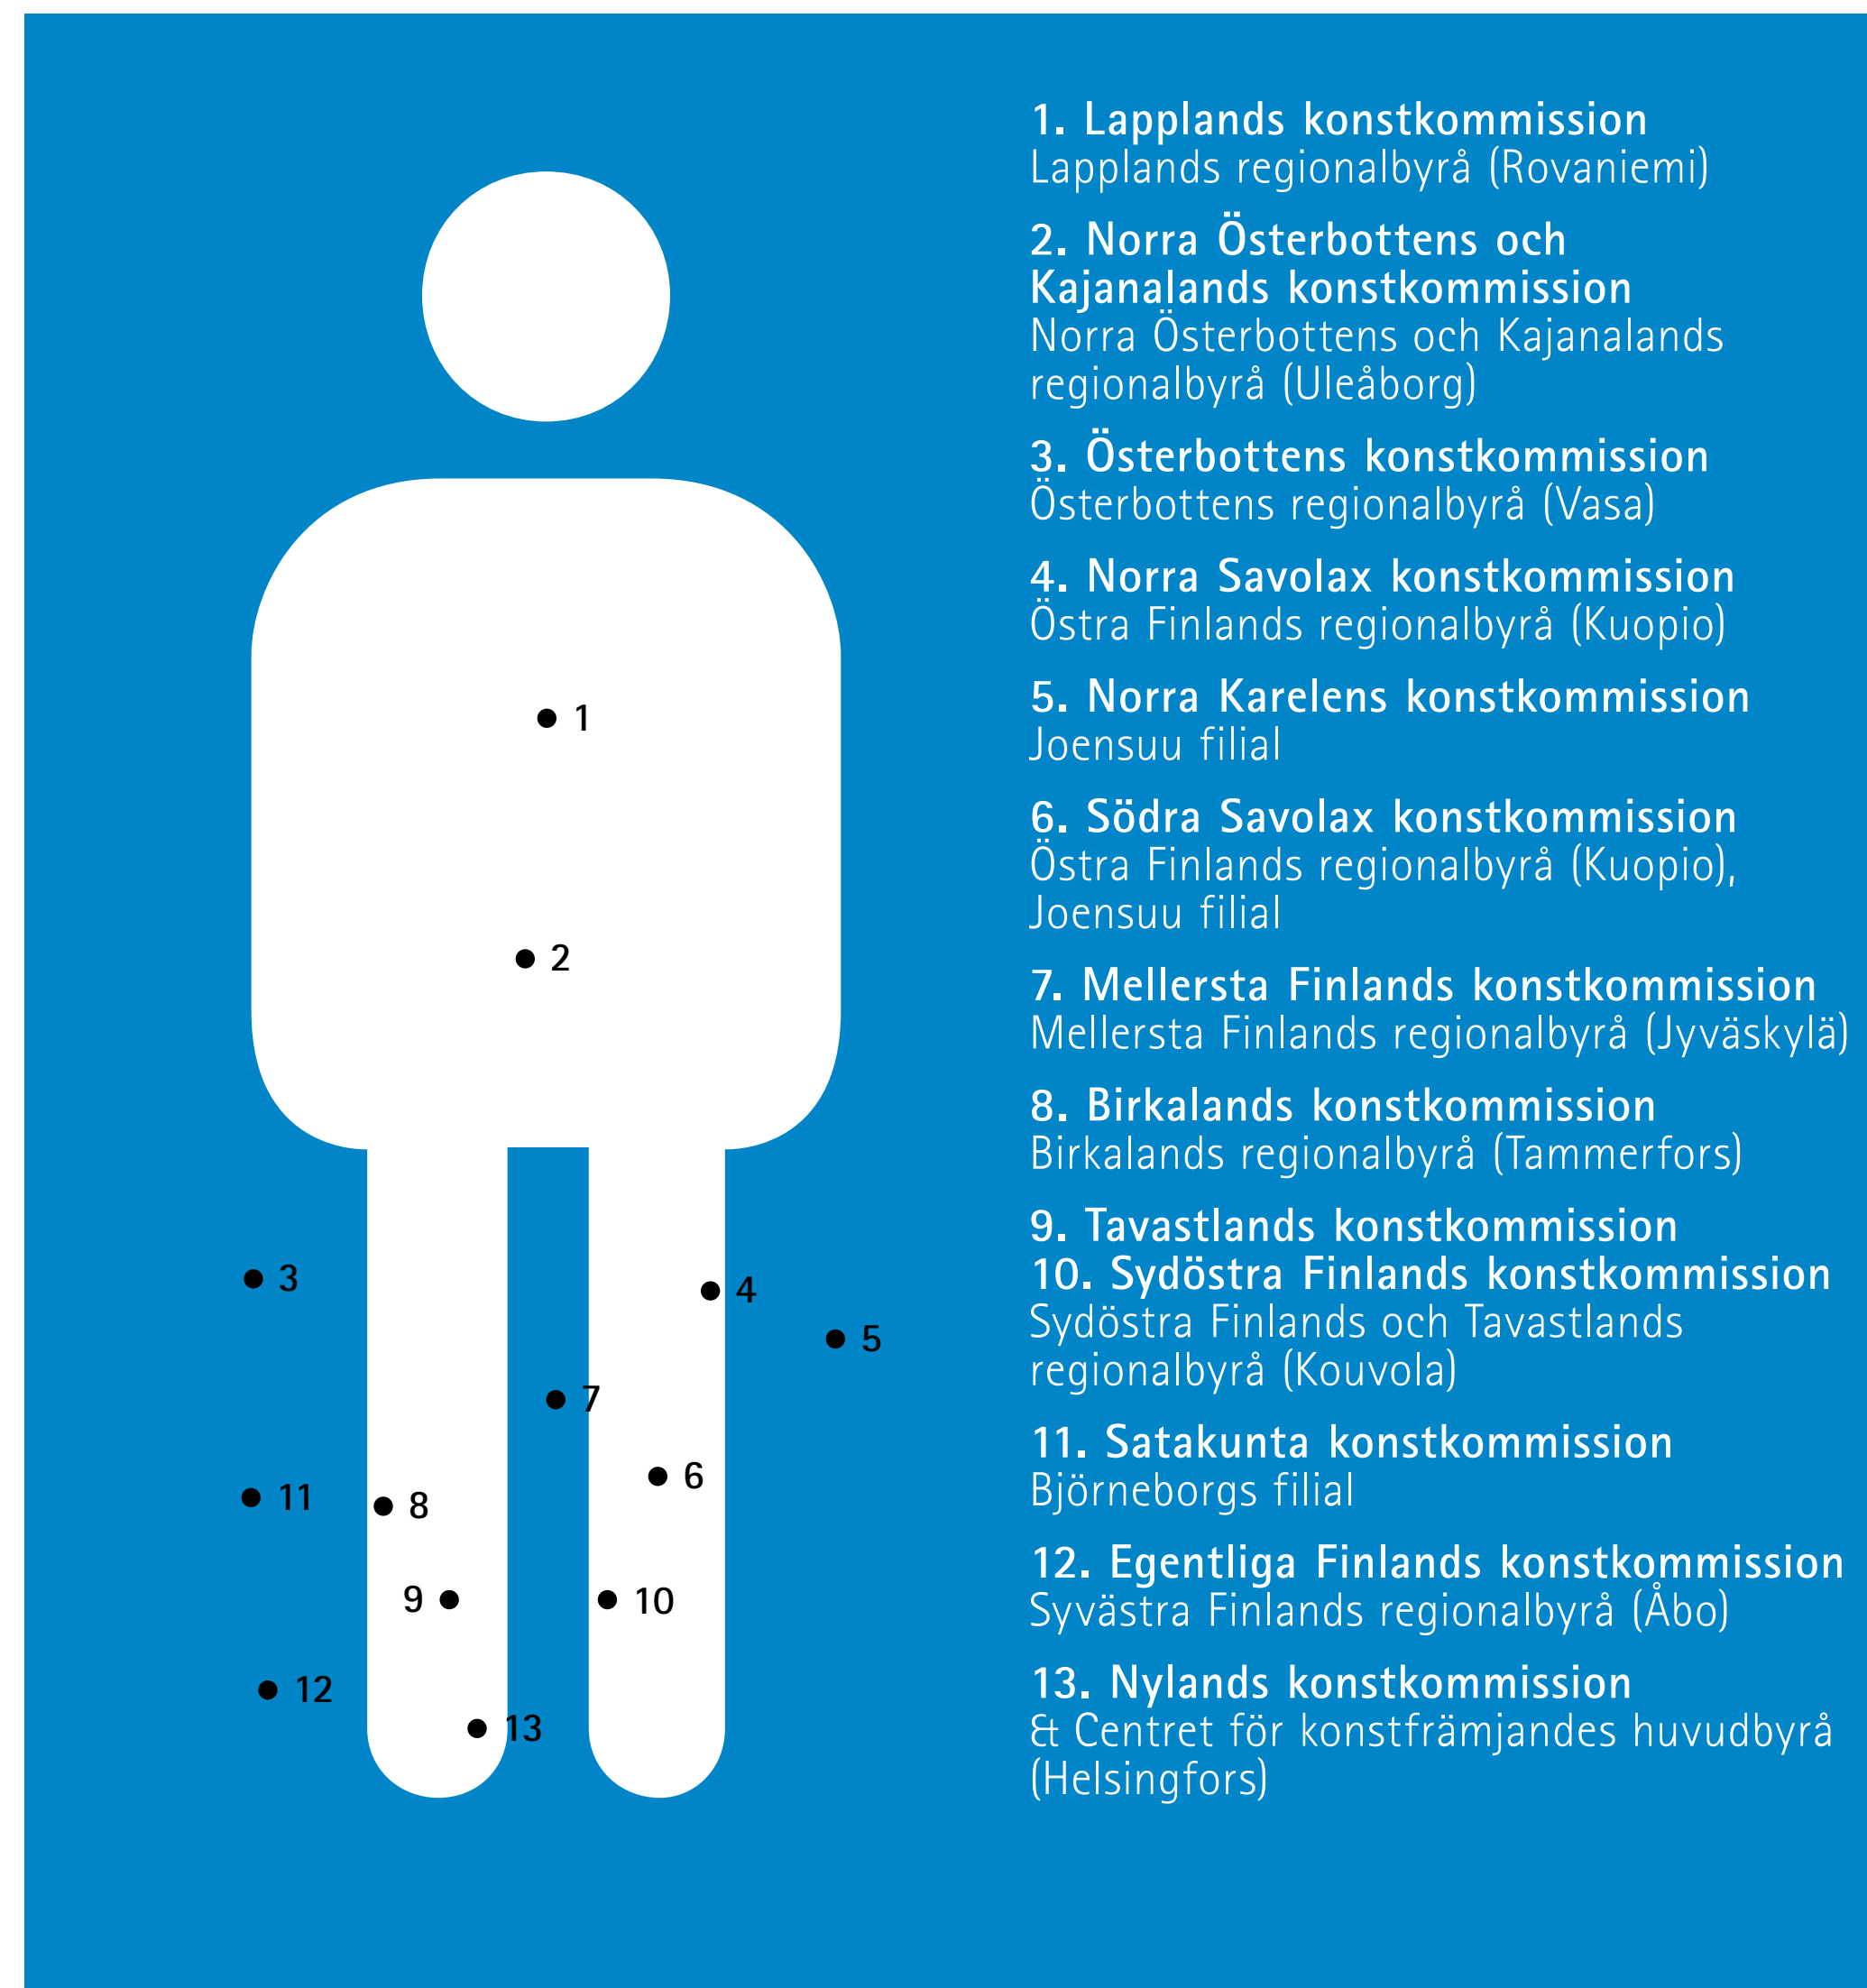 1. Lapplands konstkommission
Lapplands regionalbyrå (Rovaniemi)
2. Norra Österbottens och
Kajanalands konstkommission
Norra Österbottens och Kajanalands
regionalbyrå (Uleåborg)
3. Österbottens konstkommission
Österbottens regionalbyrå (Vasa)
4. Norra Savolax konstkommission
Östra Finlands regionalbyrå (Kuopio)
5. Norra Karelens konstkommission
Joensuu filial
6. Södra Savolax konstkommission
Östra Finlands regionalbyrå (Kuopio),
Joensuu filial
7. Mellersta Finlands konstkommission
Mellersta Finlands regionalbyrå (Jyväskylä)
8. Birkalands konstkommission
Birkalands regionalbyrå (Tammerfors)
9. Tavastlands konstkommission
10. Sydöstra Finlands konstkommission
Sydöstra Finlands och Tavastlands
regionalbyrå (Kouvola)
11. Satakunta konstkommission
Björneborgs filial
12. Egentliga Finlands konstkommission
Syvästra Finlands regionalbyrå (Åbo)
13. Nylands konstkommission
& Centret för konstfrämjandes huvudbyrå
(Helsingfors)
1
2
3
4
5
7
6
11
8
9
10
12
13